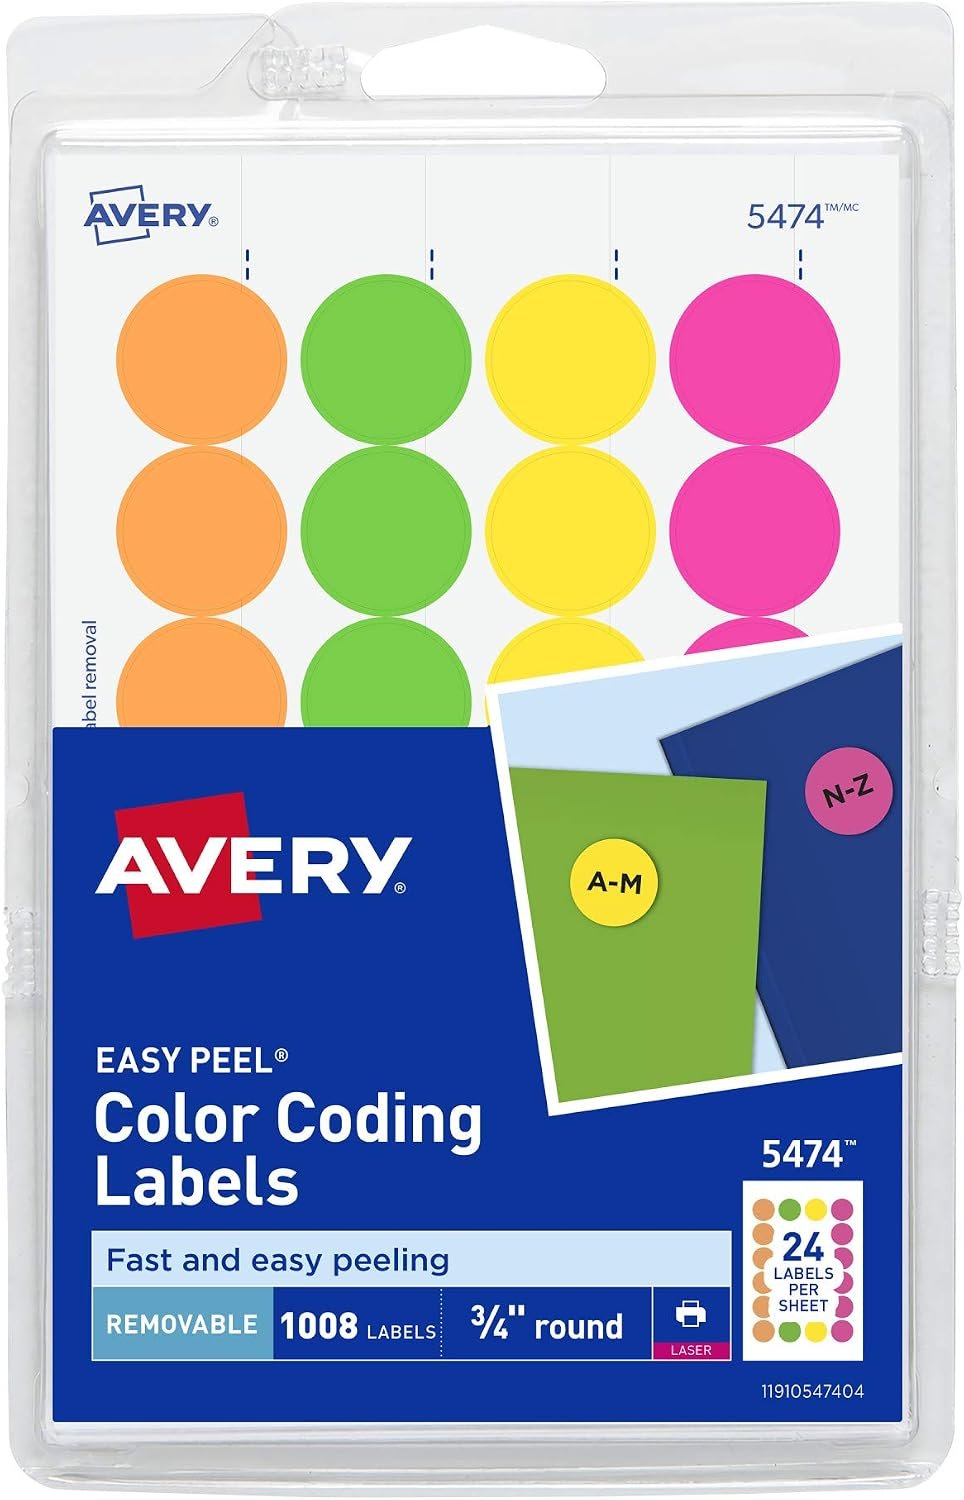 AVERY®
5474™/MC
abel removal
AVERY®
A-M
N-Z
EASY PEEL®
Color Coding
Labels
Fast and easy peeling
REMOVABLE
1008 LABELS
3/4" round
LASER
5474™
24
LABELS
PER
SHEET
11910547404